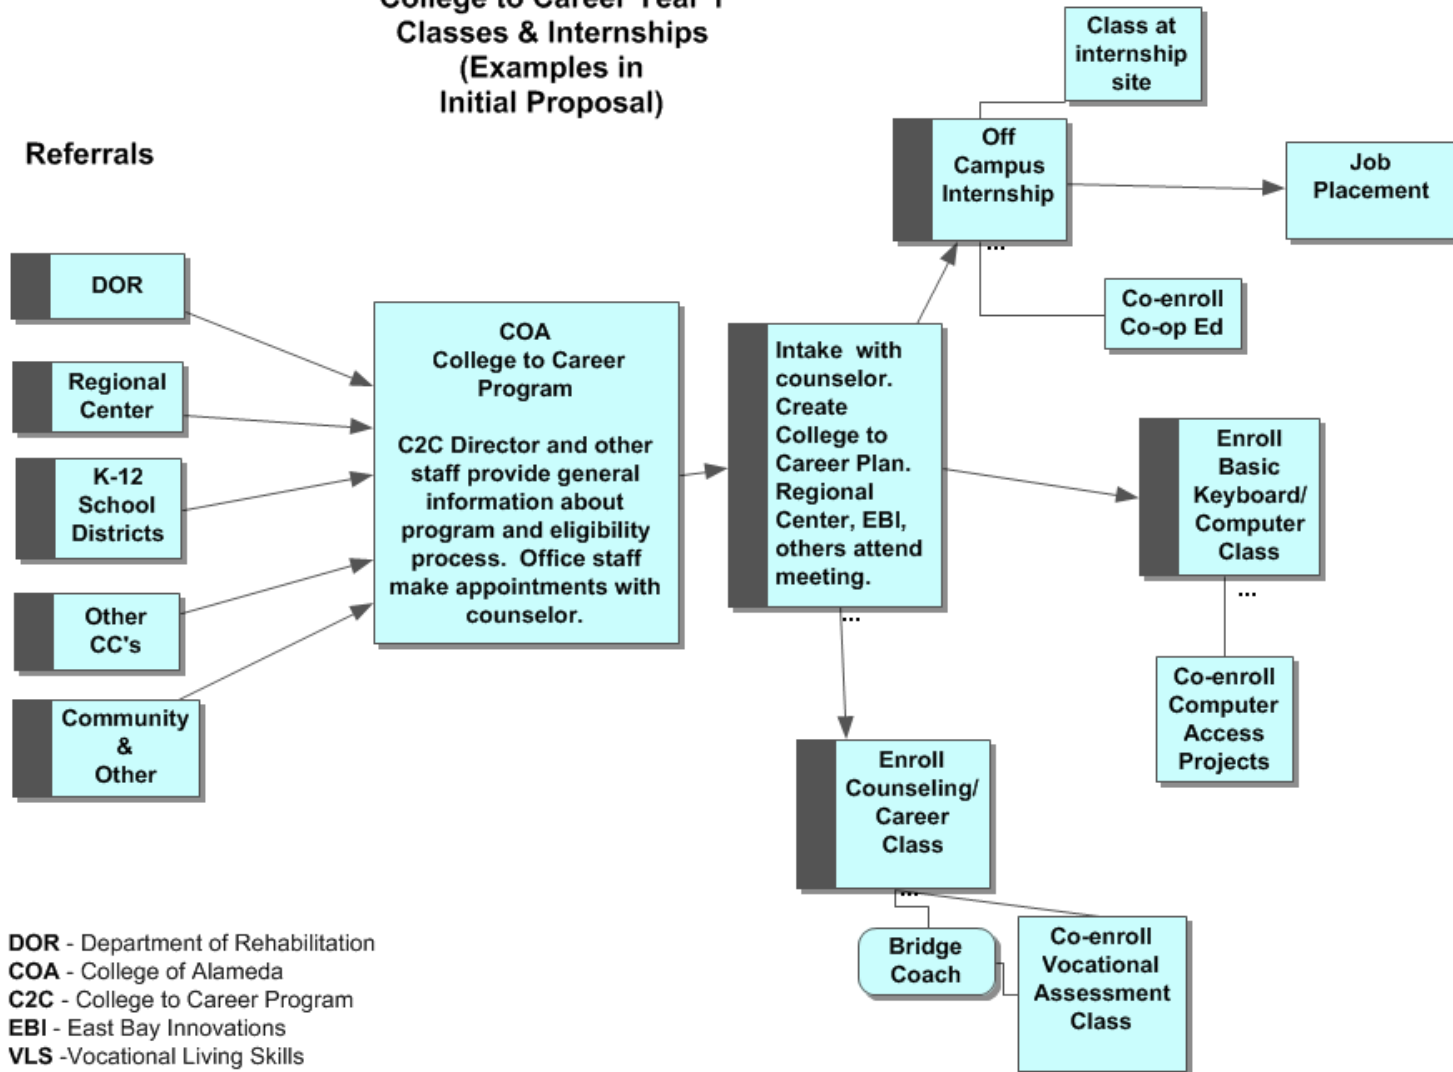 College to Career Year 1
Classes & Internships
(Examples in
Initial Proposal)
Referrals
DOR
Regional
Center
K-12
School
Districts
Other
CC's
Community
&
Other
COA
College to Career
Program
C2C Director and other
staff provide general
information about
program and eligibility
process.  Office staff
make appointments with
counselor.
Intake  with
counselor.
Create
College to
Career Plan.
Regional
Center, EBI,
others attend
meeting.
...
Class at
internship
site
Off
Campus
Internship
...
Job
Placement
Co-enroll
Co-op Ed
Enroll
Basic
Keyboard/
Computer
Class
...
Co-enroll
Computer
Access
Projects
Enroll
Counseling/
Career
Class
...
Bridge
Coach
Co-enroll
Vocational
Assessment
Class
DOR - Department of Rehabilitation
COA - College of Alameda
C2C - College to Career Program
EBI - East Bay Innovations
VLS -Vocational Living Skills